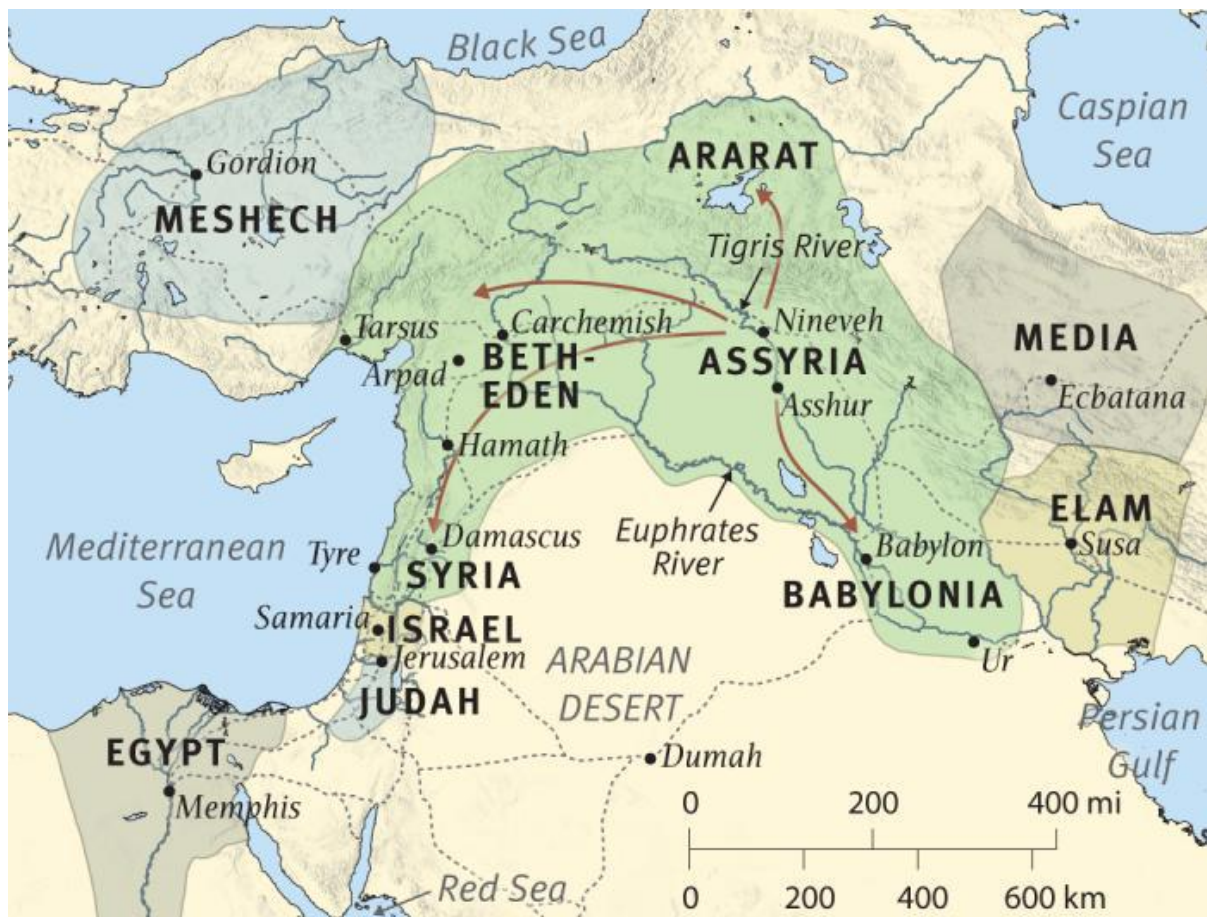 Black Sea
Caspian
Sea
ARARAT
Gordion
MESHECH
Tigris River
Tarsus
Carchemish
Nineveh
MEDIA
Arpad
BETH-
EDEN
ASSYRIA
Ecbatana
Asshur
Hamath
ELAM
Susa
Euphrates
River
Mediterranean
Sea
Damascus
Tyre
SYRIA
Babylon
BABYLONIA
Samaria
ISRAEL
Jerusalem
JUDAH
ARABIAN
DESERT
Ur
Persian
Gulf
EGYPT
Memphis
Dumah
0 200 400 mi
0 200 400 600 km
Red Sea